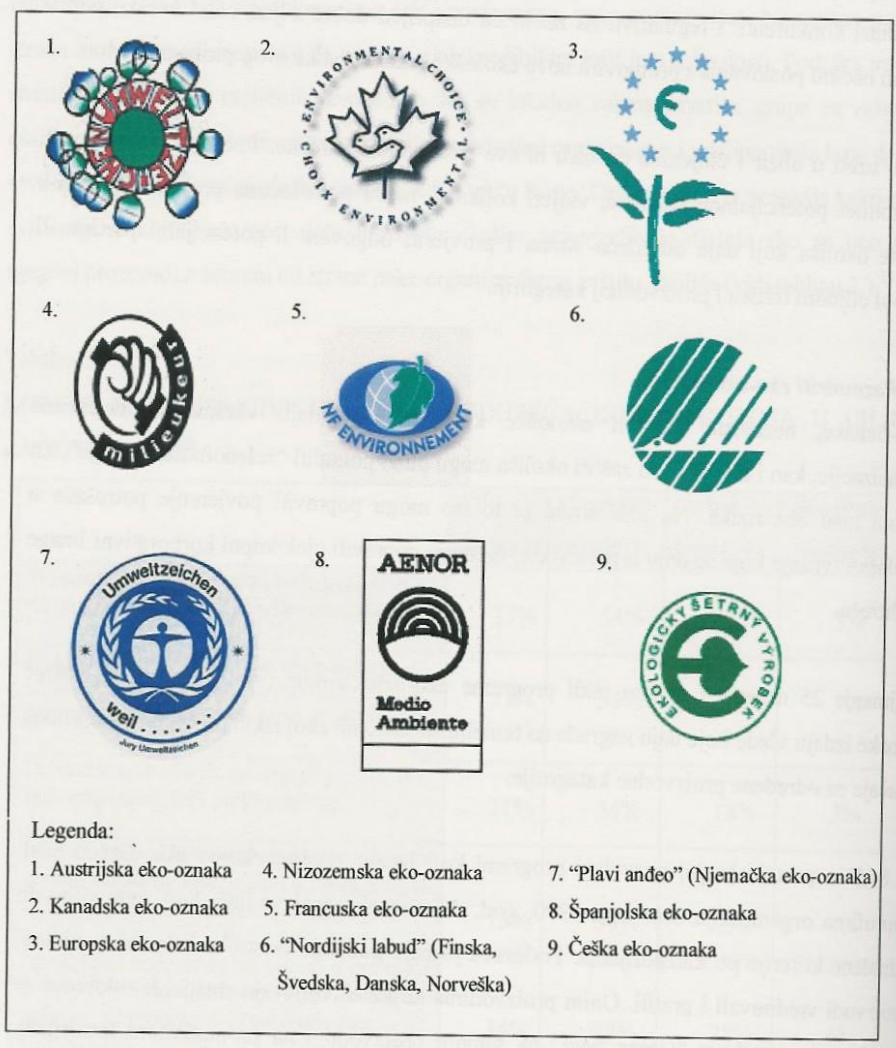 1.
UMWELTZEICHEN
2.
ENVIRONMENTAL CHOICE · CHOIX ENVIRONMENTAL ·
3.
4.
milieukeur
5.
NF ENVIRONNEMENT
6.
7.
Umweltzeichen
weil . . . . . . .
Jury Umweltzeichen
8.
AENOR
Medio
Ambiente
9.
EKOLOGICKY ŠETRNÝ VÝROBEK
Legenda:
1. Austrijska eko-oznaka
2. Kanadska eko-oznaka
3. Europska eko-oznaka
4. Nizozemska eko-oznaka
5. Francuska eko-oznaka
6. “Nordijski labud” (Finska,
Švedska, Danska, Norveška)
7. “Plavi anđeo” (Njemačka eko-oznaka)
8. Španjolska eko-oznaka
9. Češka eko-oznaka